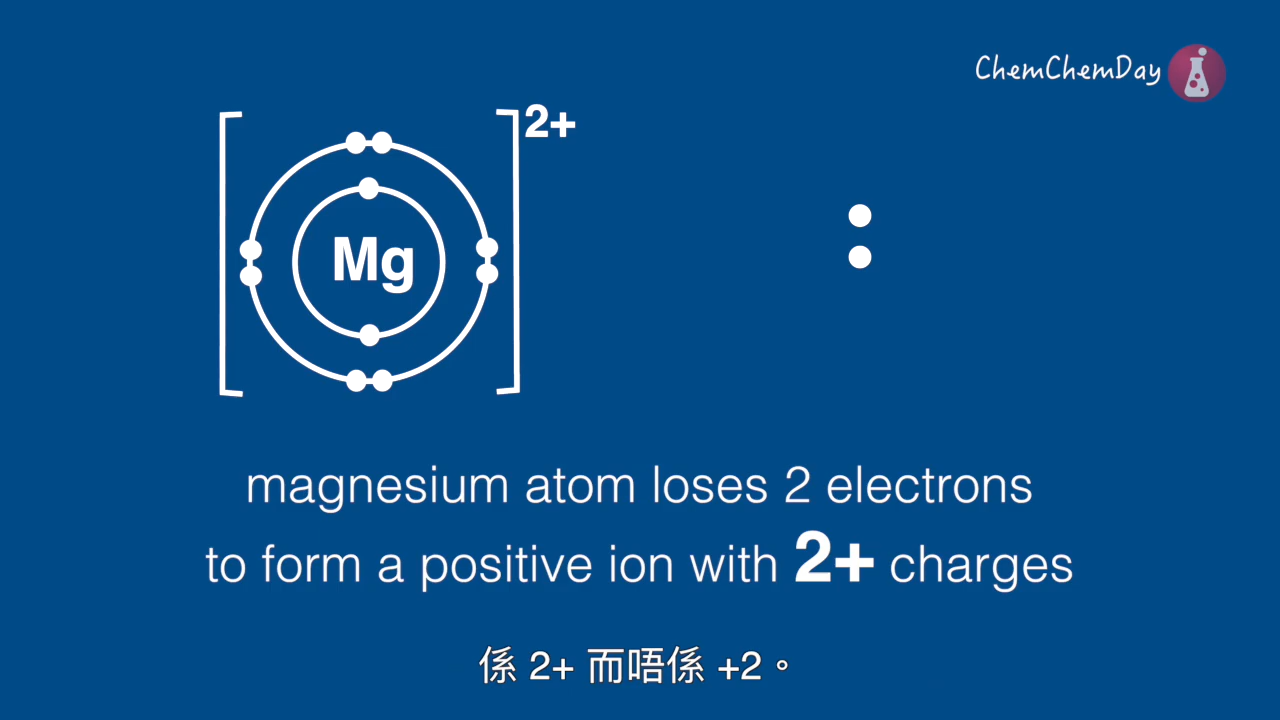 ChemChemDay
2+
Mg
magnesium atom loses 2 electrons
to form a positive ion with 2+ charges
係 2+ 而唔係 +2。